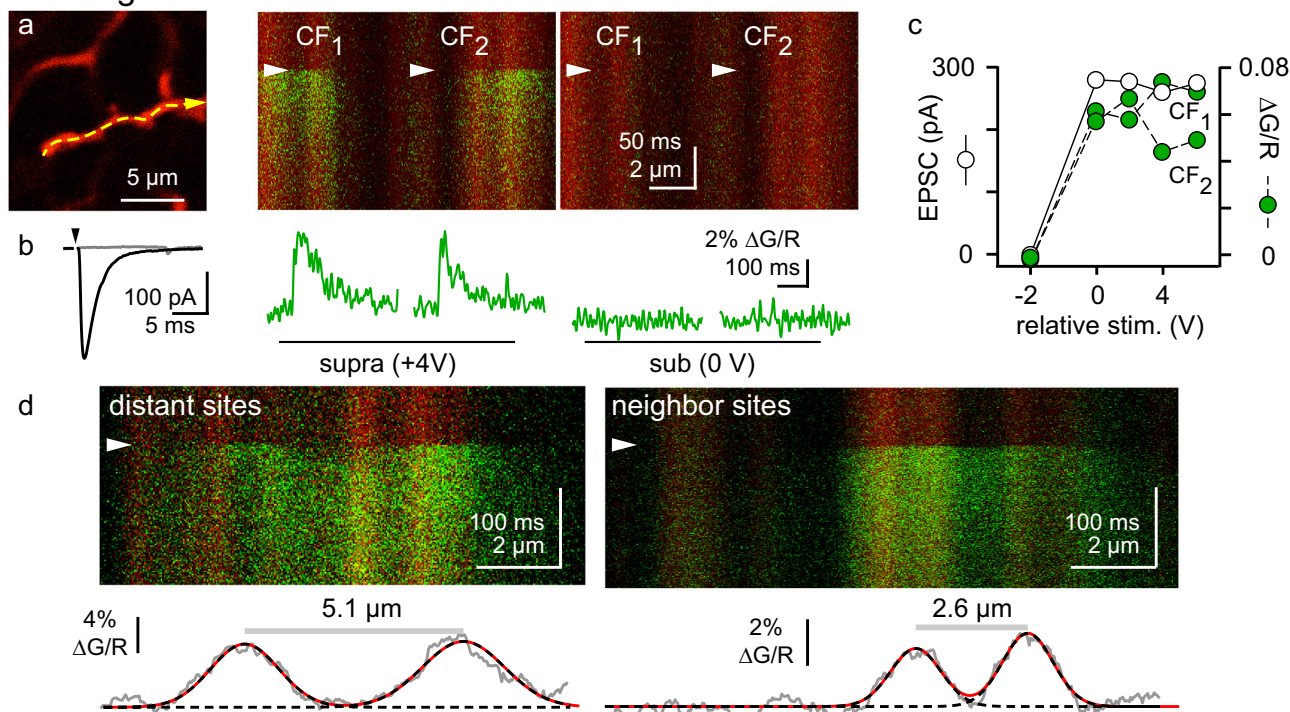 a
CF1
CF2
CF1
CF2
c
5 µm
50 ms
2 µm
300
0.08
EPSC (pA)
ΔG/R
CF1
CF2
0
0
-2
0
4
relative stim. (V)
b
100 pA
5 ms
2% ΔG/R
100 ms
supra (+4V)
sub (0 V)
d
distant sites
neighbor sites
100 ms
2 µm
100 ms
2 µm
5.1 µm
2.6 µm
4%
ΔG/R
2%
ΔG/R